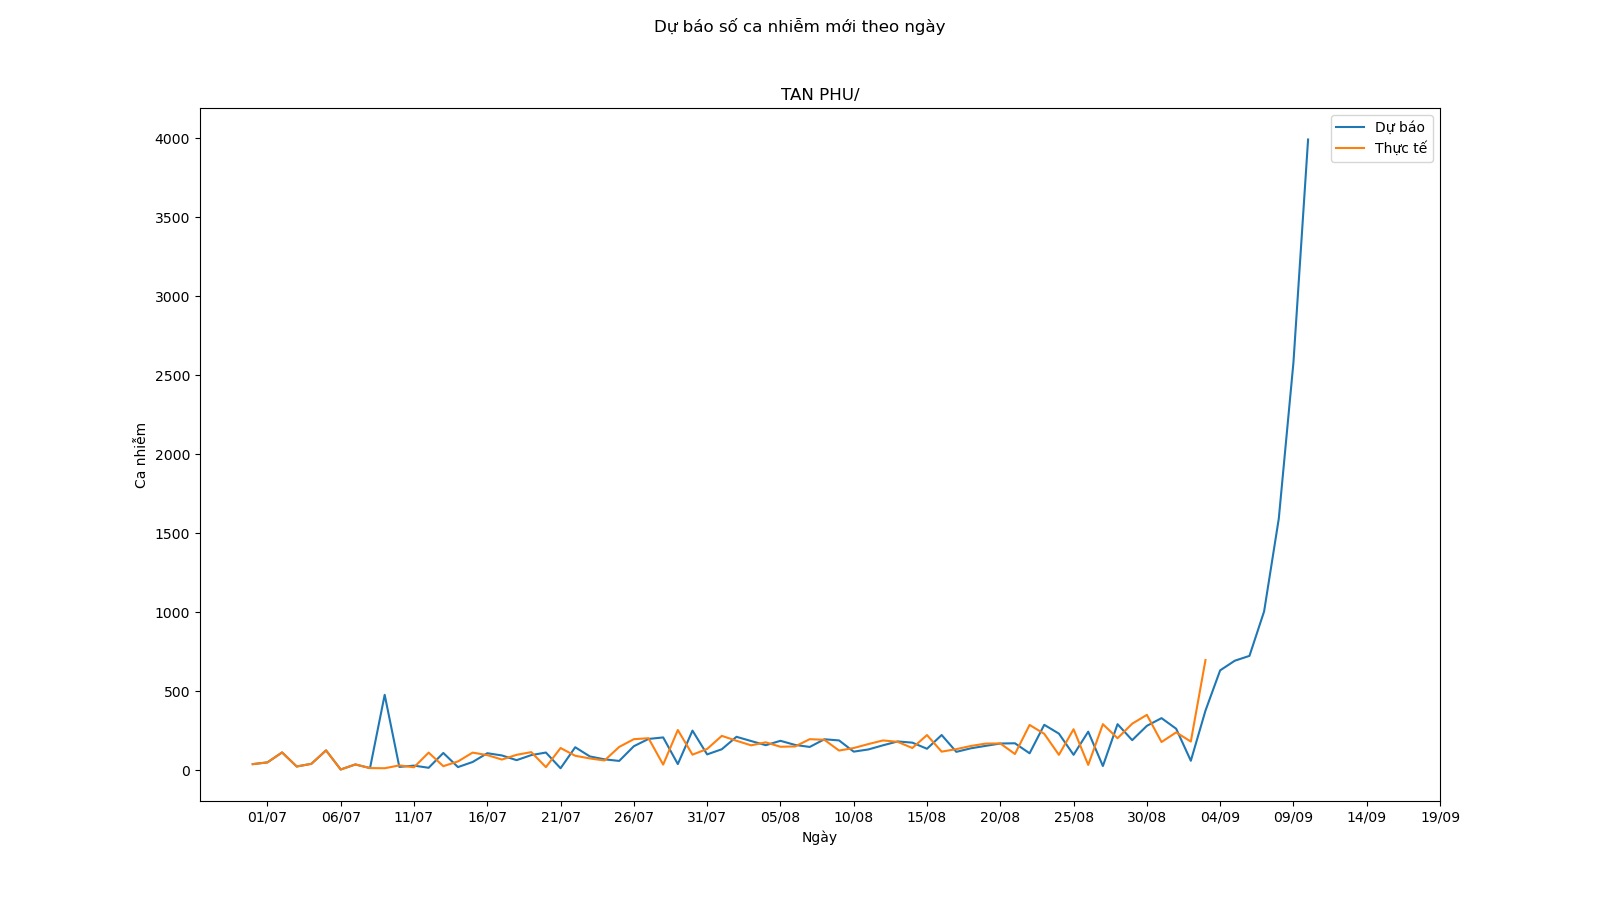 Dự báo số ca nhiễm mới theo ngày
TAN PHU/
Dự báo
Thực tế
4000
3500
3000
2500
2000
1500
1000
500
0
Ca nhiễm
01/07 06/07 11/07 16/07 21/07 26/07 31/07 05/08 10/08 15/08 20/08 25/08 30/08 04/09 09/09 14/09 19/09
Ngày